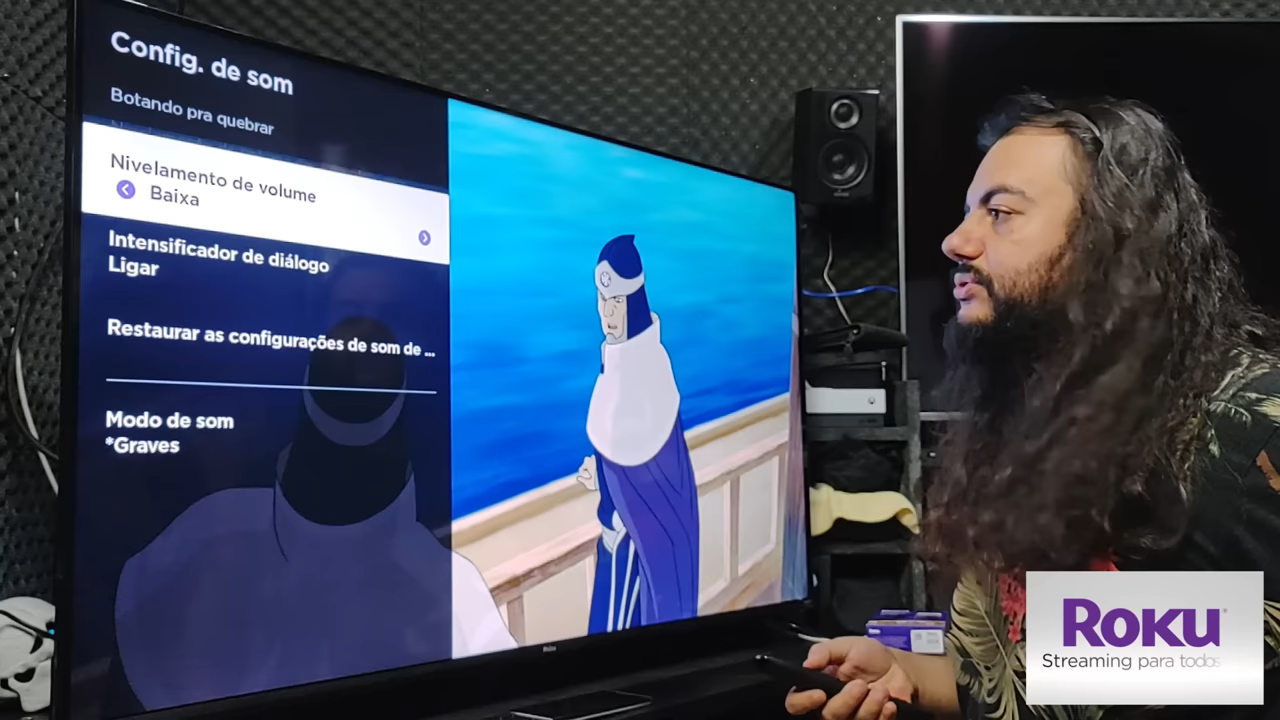 Config. de som
Botando pra quebrar
Nivelamento de volume
Baixa
Intensificador de diálogo
Ligar
Restaurar as configurações de som de ...
Modo de som
*Graves
Roku
Roku
Streaming para todos